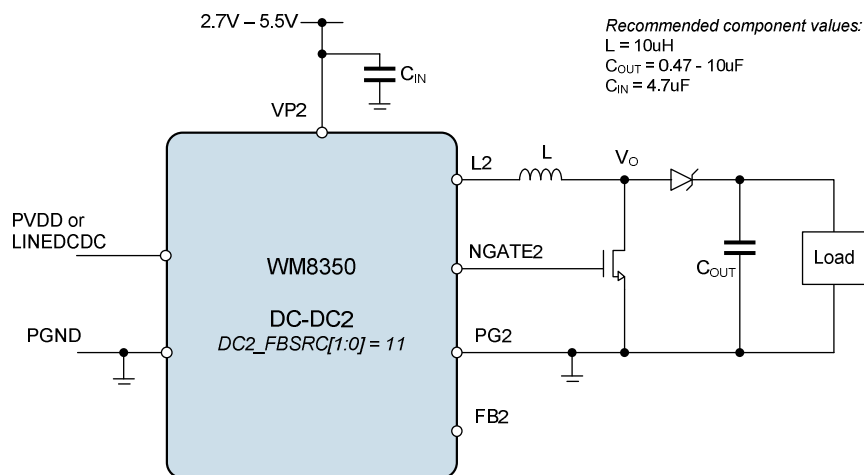 2.7V – 5.5V
Recommended component values:
L = 10uH
COUT = 0.47 - 10uF
CIN = 4.7uF
CIN
VP2
L2
L
VO
PVDD or
LINEDCDC
WM8350
NGATE2
COUT
Load
DC-DC2
DC2_FBSRC[1:0] = 11
PGND
PG2
FB2